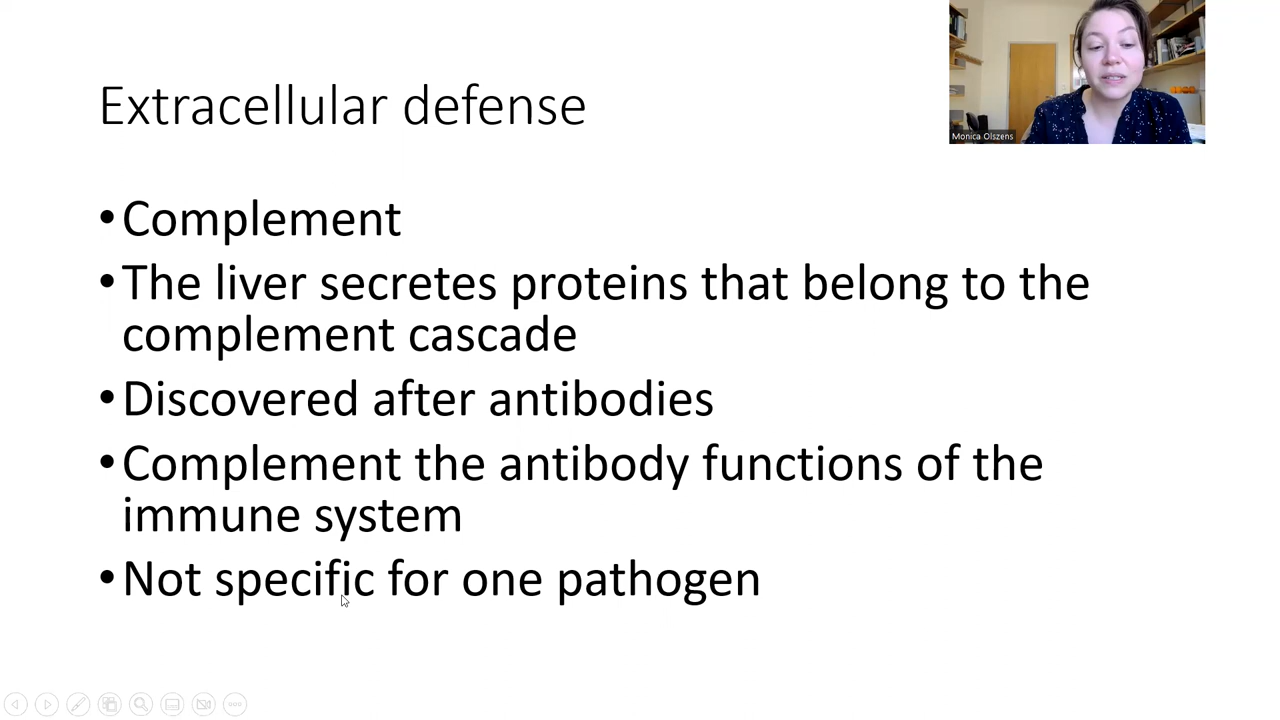 Extracellular defense
Monica Olszens
•Complement
•The liver secretes proteins that belong to the
complement cascade
•Discovered after antibodies
•Complement the antibody functions of the
immune system
•Not specific for one pathogen